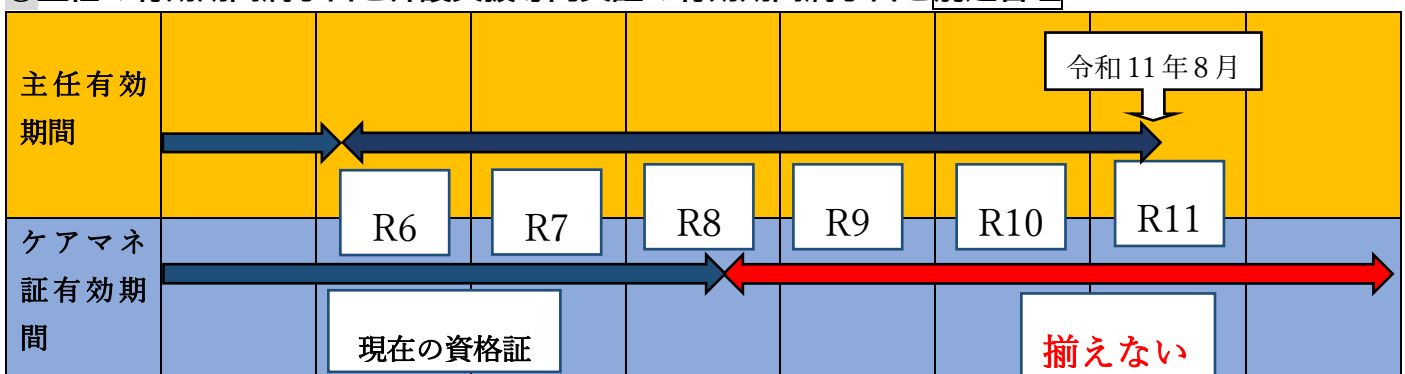 主任有効
期間
令和11年8月
R6
R7
R8
R9
R10
R11
ケアマネ
証有効期
間
現在の資格証
揃えない